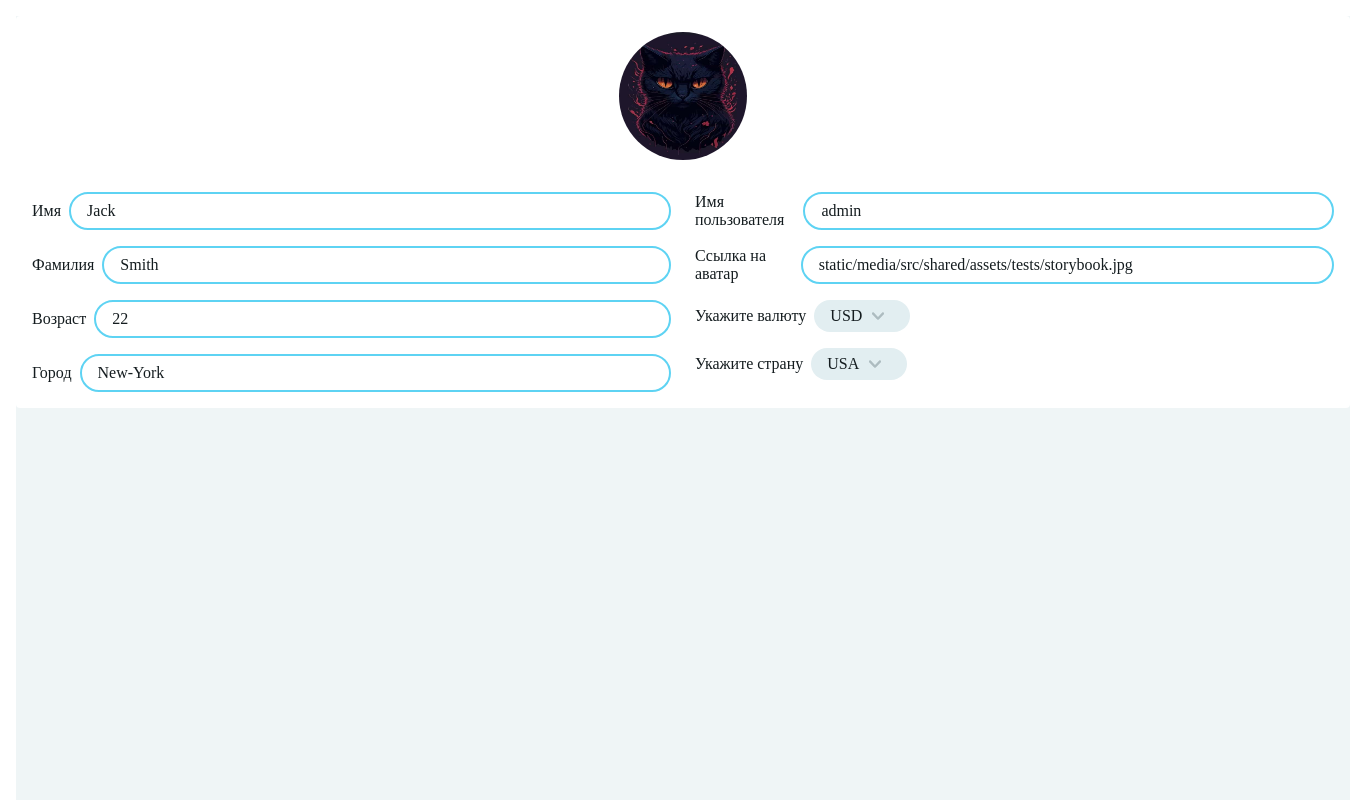 Имя
Jack
Фамилия
Smith
Возраст
22
Город
New-York
Имя
пользователя
admin
Ссылка на
аватар
static/media/src/shared/assets/tests/storybook.jpg
Укажите валюту
USD
Укажите страну
USA